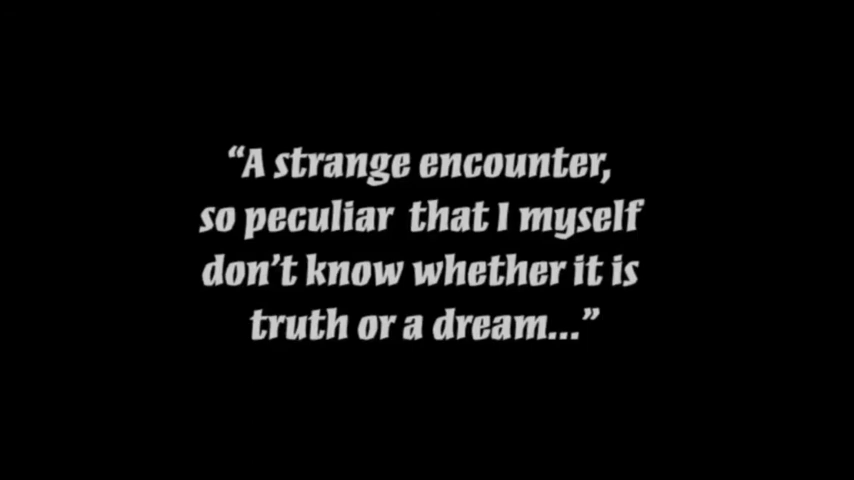 “A strange encounter,
so peculiar that I myself
don’t know whether it is
truth or a dream...”